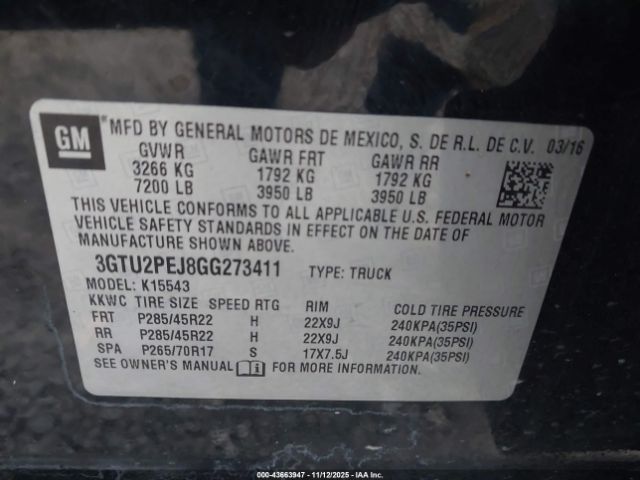 GM
MFD BY GENERAL MOTORS DE MEXICO, S. DE R.L. DE C.V. 03/16
GVWR GAWR FRT GAWR RR
3266 KG 1792 KG 1792 KG
7200 LB 3950 LB 3950 LB
THIS VEHICLE CONFORMS TO ALL APPLICABLE U.S. FEDERAL MOTOR
VEHICLE SAFETY STANDARDS IN EFFECT ON THE DATE OF
MANUFACTURE SHOWN ABOVE.
3GTU2PEJ8GG273411 TYPE: TRUCK
MODEL: K15543
KKWC TIRE SIZE SPEED RTG RIM COLD TIRE PRESSURE
FRT P285/45R22 H 22X9J 240KPA(35PSI)
RR P285/45R22 H 22X9J 240KPA(35PSI)
SPA P265/70R17 S 17X7.5J 240KPA(35PSI)
SEE OWNER'S MANUAL FOR MORE INFORMATION.
000-43663947 - 11/12/2025 - IAA Inc.